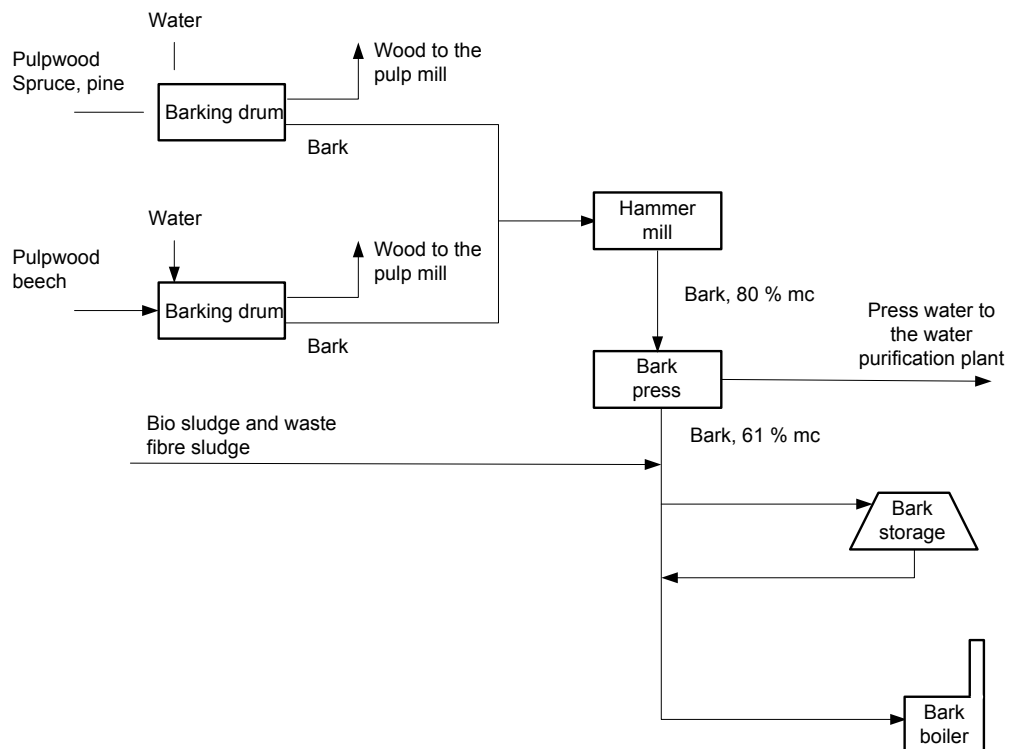 Water
Pulpwood
Spruce, pine
Wood to the
pulp mill
Barking drum
Bark
Water
Pulpwood
beech
Wood to the
pulp mill
Barking drum
Bark
Hammer
mill
Bark, 80 % mc
Press water to
the water
purification plant
Bark
press
Bark, 61 % mc
Bio sludge and waste
fibre sludge
Bark
storage
Bark
boiler